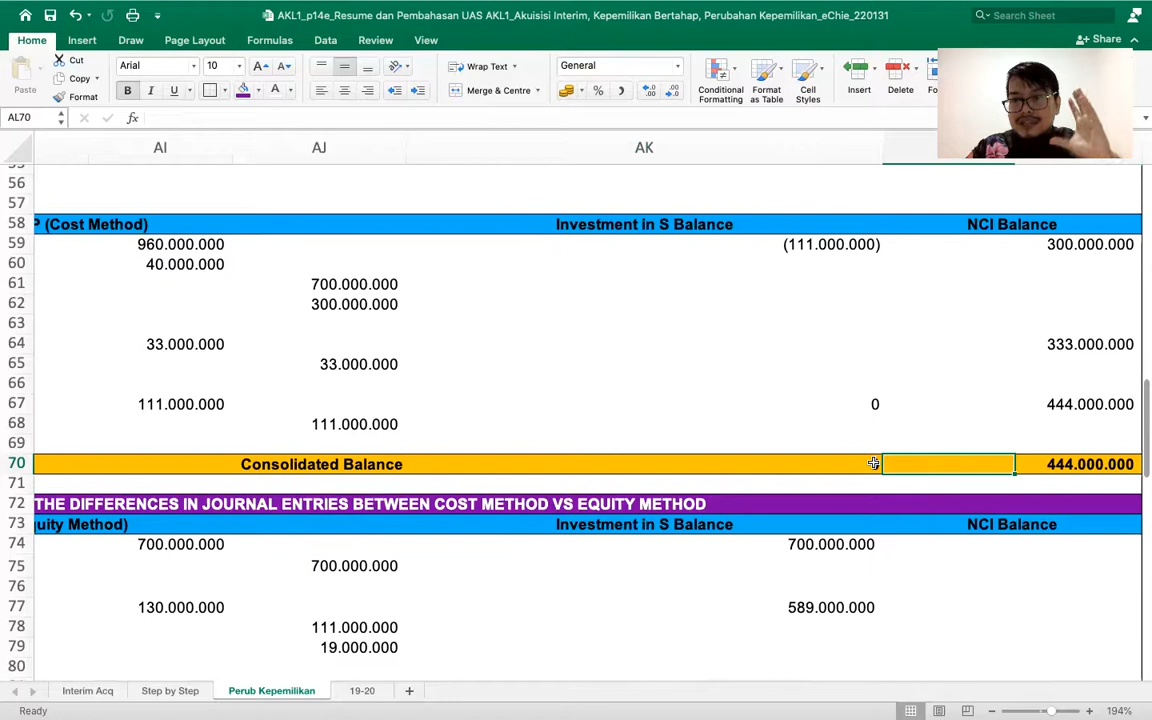 AKL1_p14e_Resume dan Pembahasan UAS AKL1_Akuisisi Interim, Kepemilikan Bertahap, Perubahan Kepemilikan_eChie_220131
Search Sheet
Home Insert Draw Page Layout Formulas Data Review View
Share
Paste
Cut
Copy
Format
Arial
10
B I U
A
Wrap Text
Merge & Centre
General
%
Conditional Formatting
Format as Table
Cell Styles
Insert
Delete
AL70
fx
AI AJ AK
56
57
58 P (Cost Method) Investment in S Balance NCI Balance
59 960.000.000 (111.000.000) 300.000.000
60 40.000.000
61 700.000.000
62 300.000.000
63
64 33.000.000 333.000.000
65 33.000.000
66
67 111.000.000 0 444.000.000
68 111.000.000
69
70 Consolidated Balance 444.000.000
71
72 THE DIFFERENCES IN JOURNAL ENTRIES BETWEEN COST METHOD VS EQUITY METHOD
73 quity Method) Investment in S Balance NCI Balance
74 700.000.000 700.000.000
75 700.000.000
76
77 130.000.000 589.000.000
78 111.000.000
79 19.000.000
80
Interim Acq Step by Step Perub Kepemilikan 19-20
Ready
194%